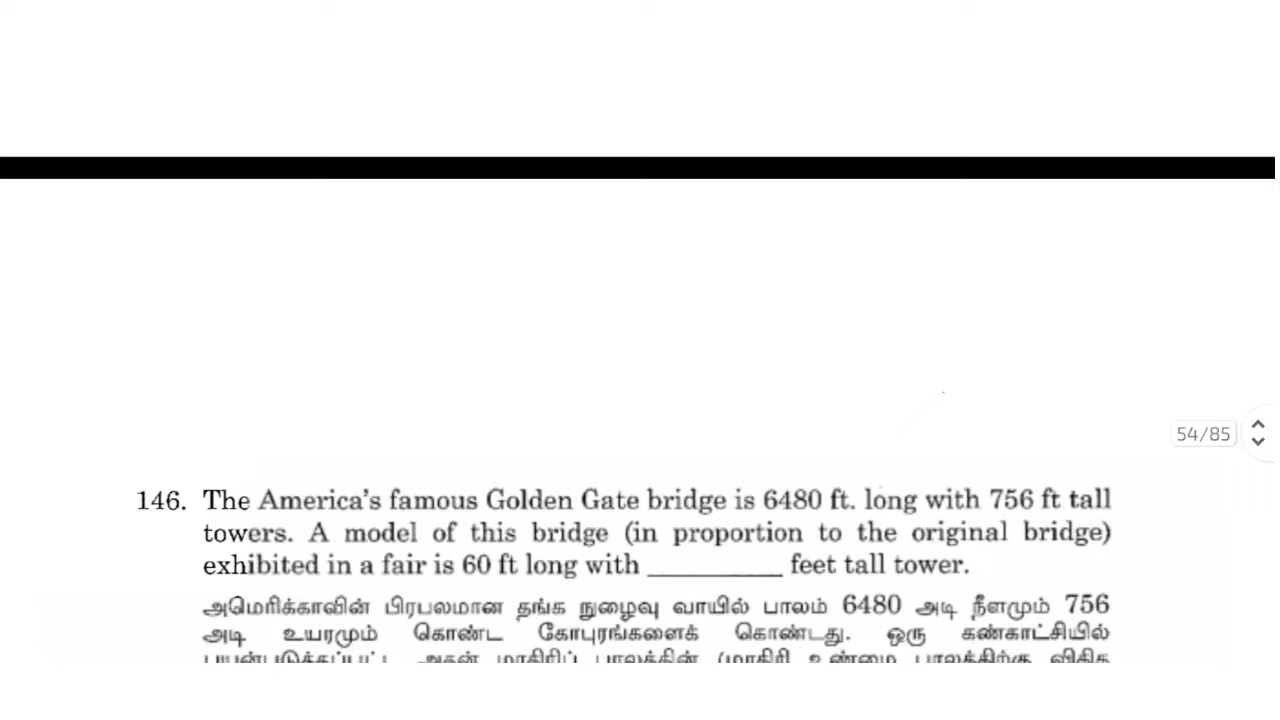 54/85
146. The America's famous Golden Gate bridge is 6480 ft. long with 756 ft tall
towers. A model of this bridge (in proportion to the original bridge)
exhibited in a fair is 60 ft long with __________ feet tall tower.
அமெரிக்காவின் பிரபலமான தங்க நுழைவு வாயில் பாலம் 6480 அடி நீளமும் 756
அடி உயரமும் கொண்ட கோபுரங்களைக் கொண்டது. ஒரு கண்காட்சியில்